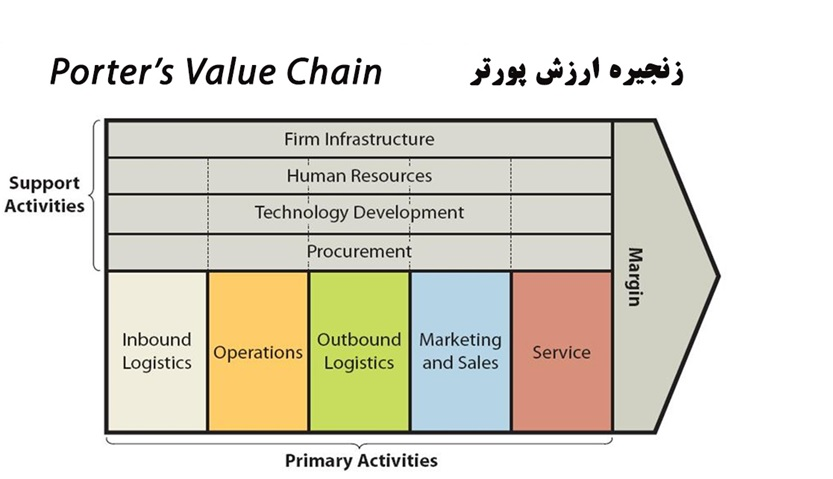 Porter's Value Chain
زنجیره ارزش پورتر
Support
Activities
Firm Infrastructure
Human Resources
Technology Development
Procurement
Inbound
Logistics
Operations
Outbound
Logistics
Marketing
and Sales
Service
Margin
Primary Activities